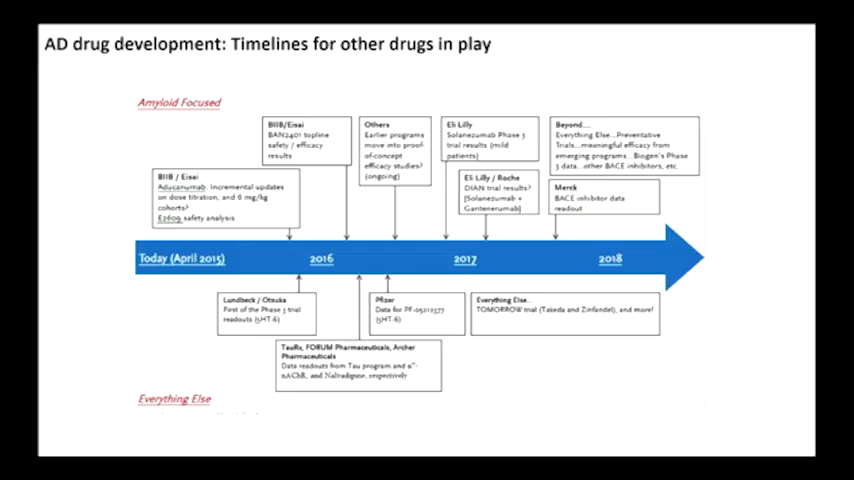 AD drug development: Timelines for other drugs in play
Amyloid Focused
BIIB/Eisai
BAN2401 topline
safety / efficacy
results
Others
Earlier programs
move into proof-
of-concept
efficacy studies?
(ongoing)
Eli Lilly
Solanezumab Phase 3
trial results (mild
patients)
Beyond....
Everything Else...Preventative
Trials...meaningful efficacy from
emerging programs...Biogen's Phase
3 data...other BACE inhibitors, etc.
BIIB / Eisai
Aducanumab: Incremental updates
on dose titration, and 6 mg/kg
cohorts?
E2609 safety analysis
Eli Lilly / Roche
DIAN trial results?
[Solanezumab +
Gantenerumab]
Merck
BACE inhibitor data
readout
Today (April 2015)
2016
2017
2018
Lundbeck / Otsuka
First of the Phase 3 trial
readouts (5HT-6)
Pfizer
Data for PF-05212377
(5HT-6)
Everything Else...
TOMORROW trial (Takeda and Zinfandel), and more!
TauRx, FORUM Pharmaceuticals, Archer
Pharmaceuticals
Data readouts from Tau program and α7-
nAChR, and Nalvadipine, respectively
Everything Else